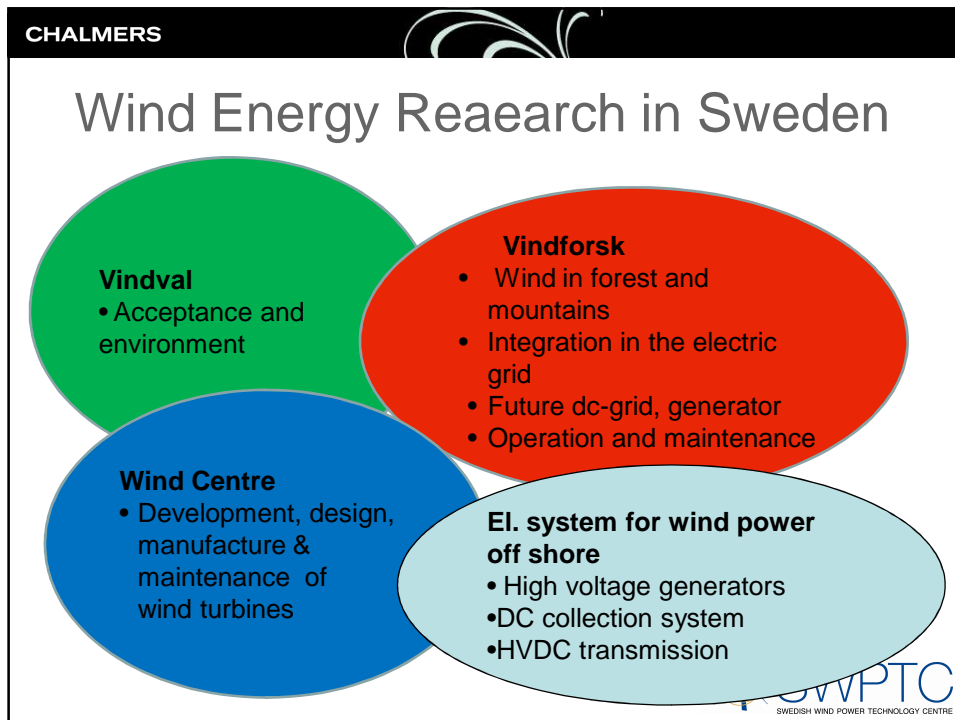 CHALMERS
Wind Energy Reaearch in Sweden
Vindval
• Acceptance and
environment
Vindforsk
• Wind in forest and
mountains
• Integration in the electric
grid
• Future dc-grid, generator
• Operation and maintenance
Wind Centre
• Development, design,
manufacture &
maintenance of
wind turbines
El. system for wind power
off shore
• High voltage generators
•DC collection system
•HVDC transmission
SWPTC
SWEDISH WIND POWER TECHNOLOGY CENTRE